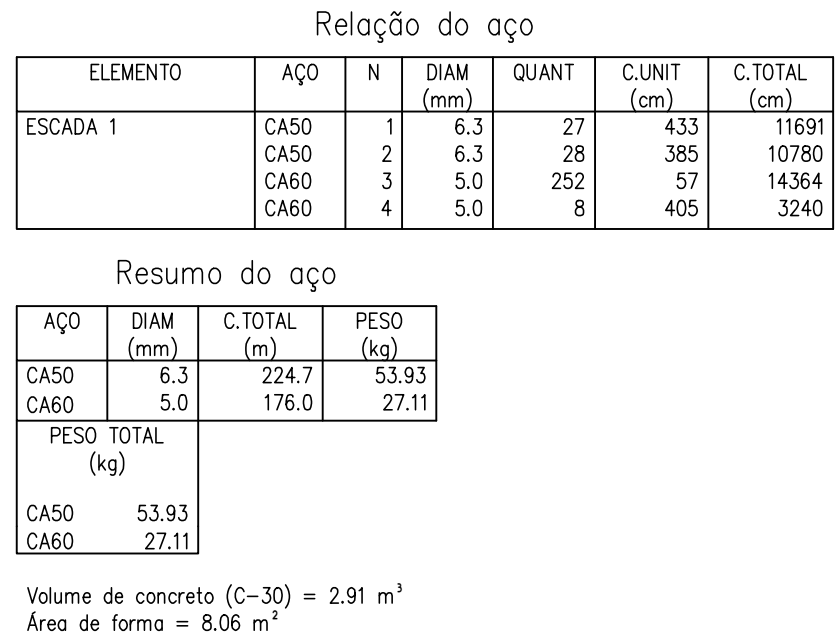 Relação do aço
ELEMENTO AÇO N DIAM QUANT C.UNIT C.TOTAL
(mm) (cm) (cm)
ESCADA 1 CA50 1 6.3 27 433 11691
CA50 2 6.3 28 385 10780
CA60 3 5.0 252 57 14364
CA60 4 5.0 8 405 3240
Resumo do aço
AÇO DIAM C.TOTAL PESO
(mm) (m) (kg)
CA50 6.3 224.7 53.93
CA60 5.0 176.0 27.11
PESO TOTAL
(kg)
CA50 53.93
CA60 27.11
Volume de concreto (C-30) = 2.91 m³
Área de forma = 8.06 m²